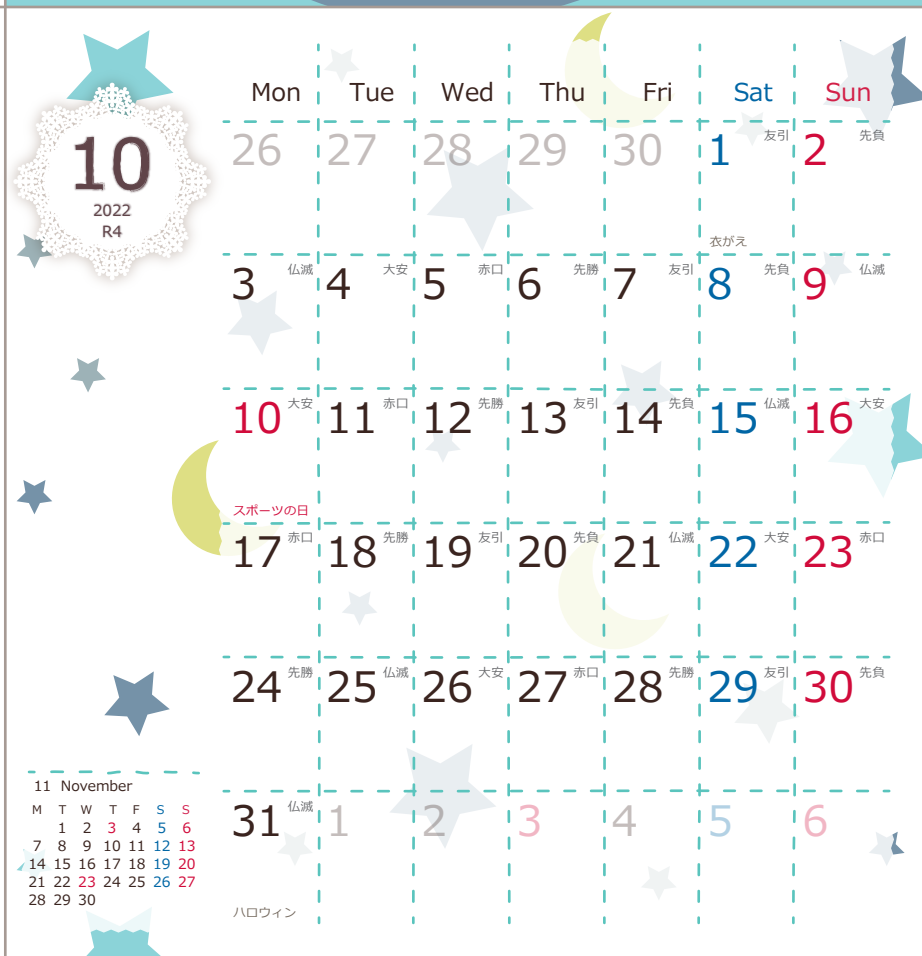 10
2022
R4
Mon Tue Wed Thu Fri Sat Sun
26 27 28 29 30 1 友引 2 先負
衣がえ
3 仏滅 4 大安 5 赤口 6 先勝 7 友引 8 先負 9 仏滅
10 大安 11 赤口 12 先勝 13 友引 14 先負 15 仏滅 16 大安
スポーツの日
17 赤口 18 先勝 19 友引 20 先負 21 仏滅 22 大安 23 赤口
24 先勝 25 仏滅 26 大安 27 赤口 28 先勝 29 友引 30 先負
31 仏滅 1 2 3 4 5 6
ハロウィン
11 November
M T W T F S S
1 2 3 4 5 6
7 8 9 10 11 12 13
14 15 16 17 18 19 20
21 22 23 24 25 26 27
28 29 30